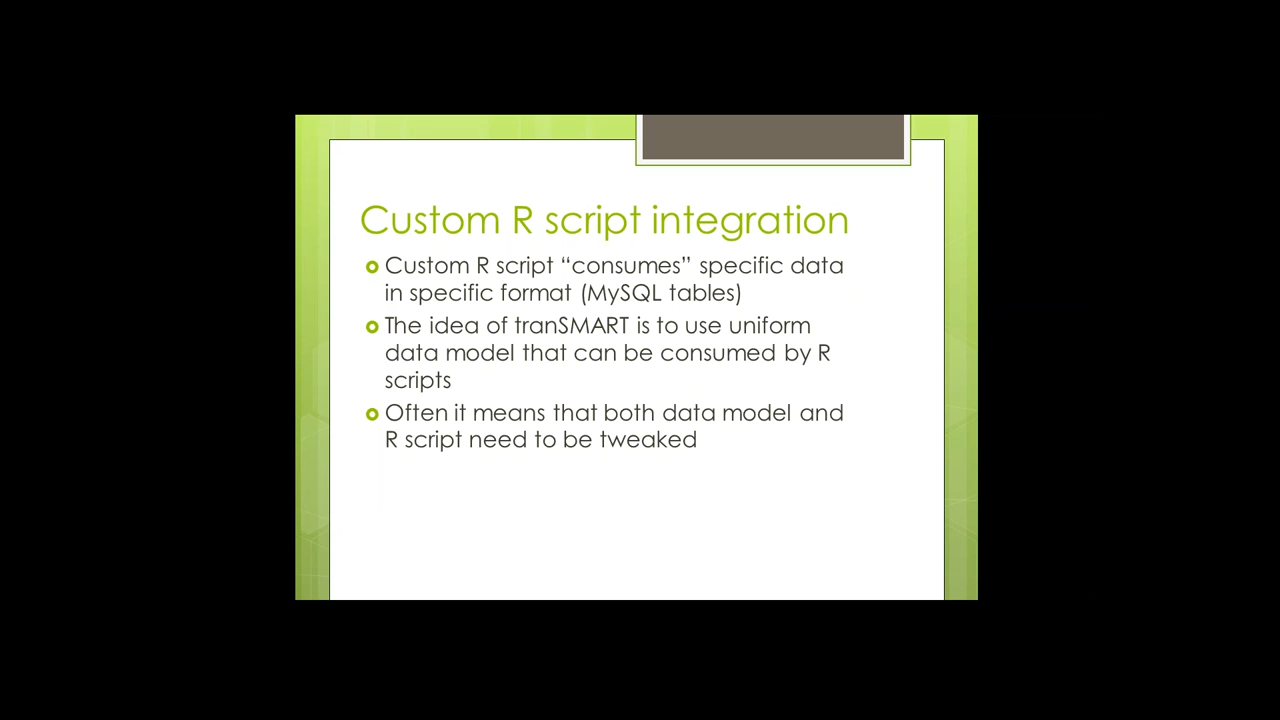 Custom R script integration
Custom R script “consumes” specific data
in specific format (MySQL tables)
The idea of tranSMART is to use uniform
data model that can be consumed by R
scripts
Often it means that both data model and
R script need to be tweaked